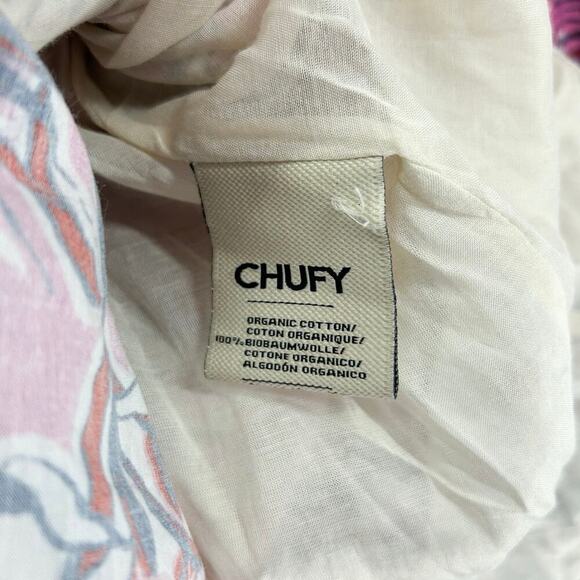 CHUFY
ORGANIC COTTON/
COTON ORGANIQUE/
100% BIOBAUMWOLLE/
COTONE ORGANICO/
ALGODÓN ORGANICO